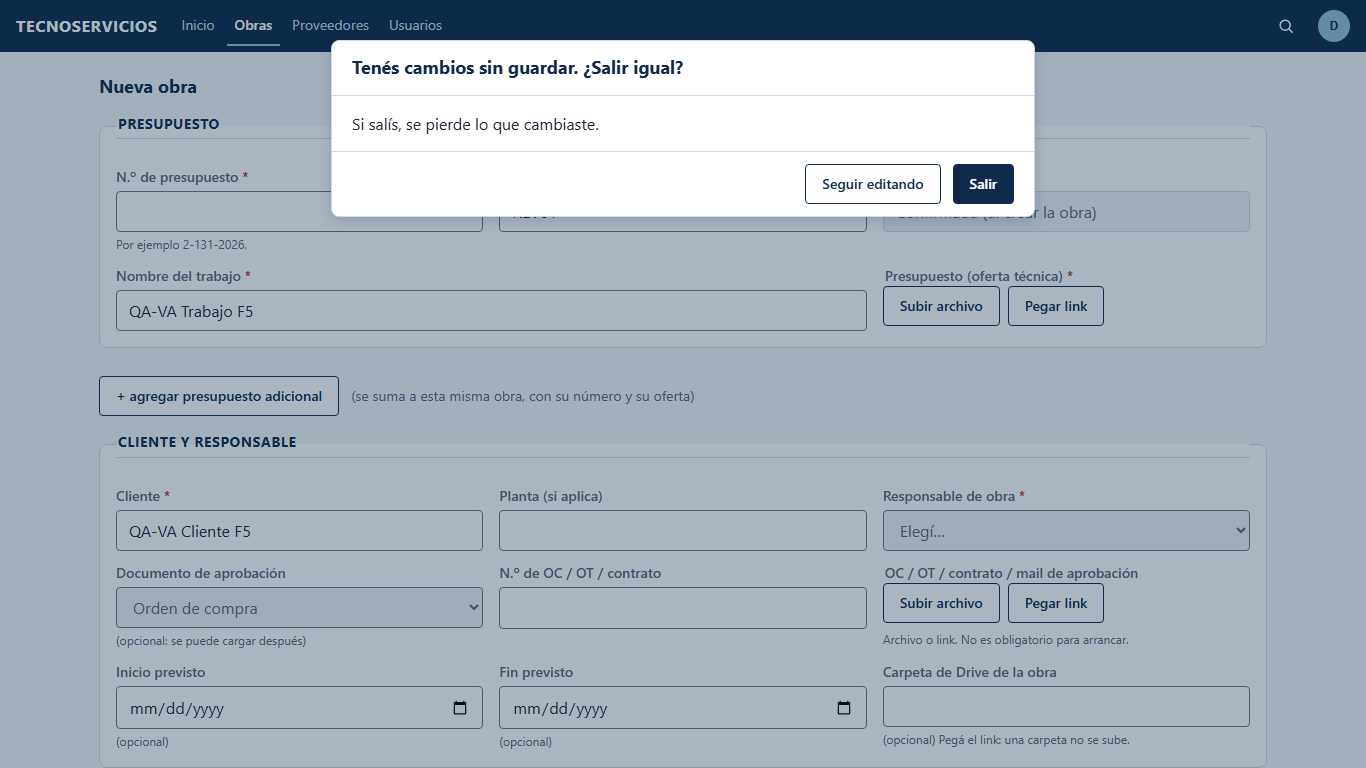 TECNOSERVICIOS Inicio Obras Proveedores Usuarios D
Tenés cambios sin guardar. ¿Salir igual?
Si salís, se pierde lo que cambiaste.
Seguir editando Salir
Nueva obra
PRESUPUESTO
N.º de presupuesto *
(al crear la obra)
Por ejemplo 2-131-2026.
Nombre del trabajo * Presupuesto (oferta técnica) *
QA-VA Trabajo F5 Subir archivo Pegar link
+ agregar presupuesto adicional (se suma a esta misma obra, con su número y su oferta)
CLIENTE Y RESPONSABLE
Cliente * Planta (si aplica) Responsable de obra *
QA-VA Cliente F5 Elegí...
Documento de aprobación N.º de OC / OT / contrato OC / OT / contrato / mail de aprobación
Orden de compra Subir archivo Pegar link
(opcional: se puede cargar después) Archivo o link. No es obligatorio para arrancar.
Inicio previsto Fin previsto Carpeta de Drive de la obra
mm/dd/yyyy mm/dd/yyyy
(opcional) (opcional) (opcional) Pegá el link: una carpeta no se sube.